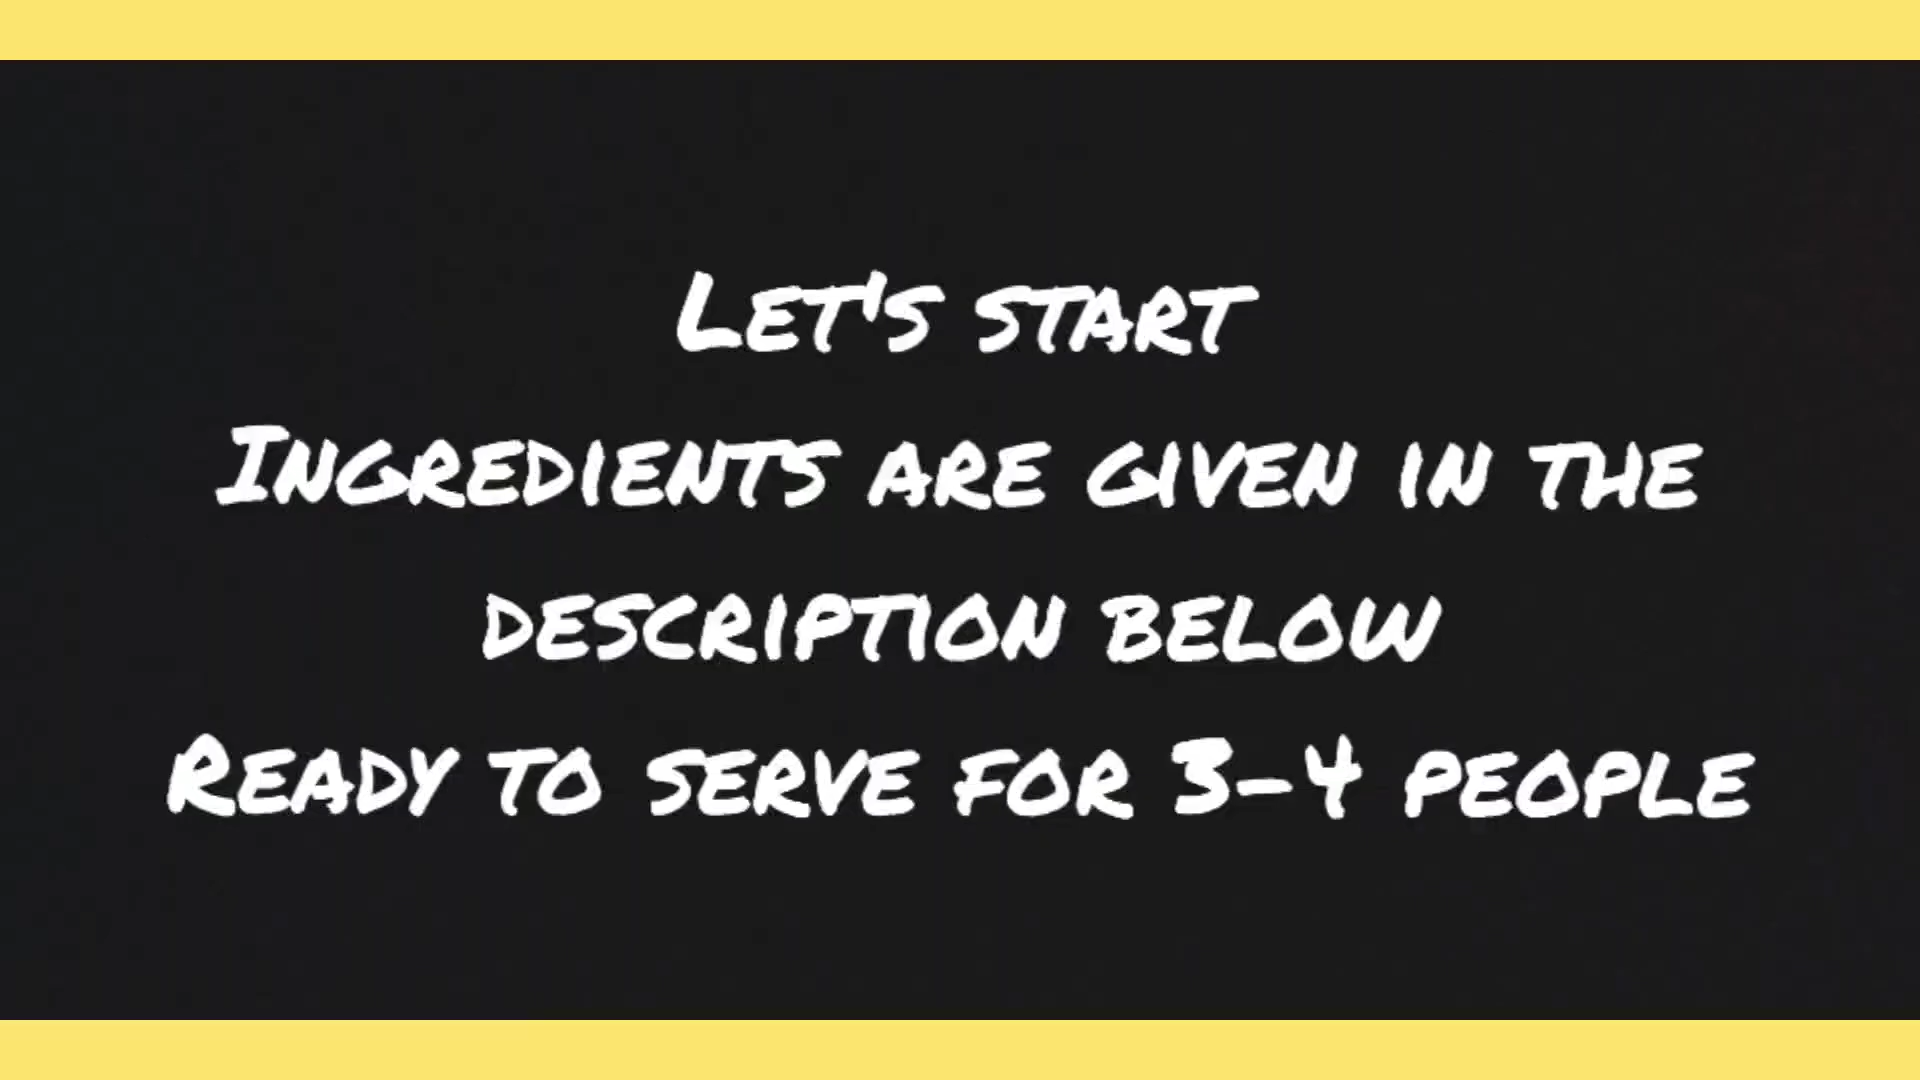 Let's start
Ingredients are given in the
description below
Ready to serve for 3-4 people